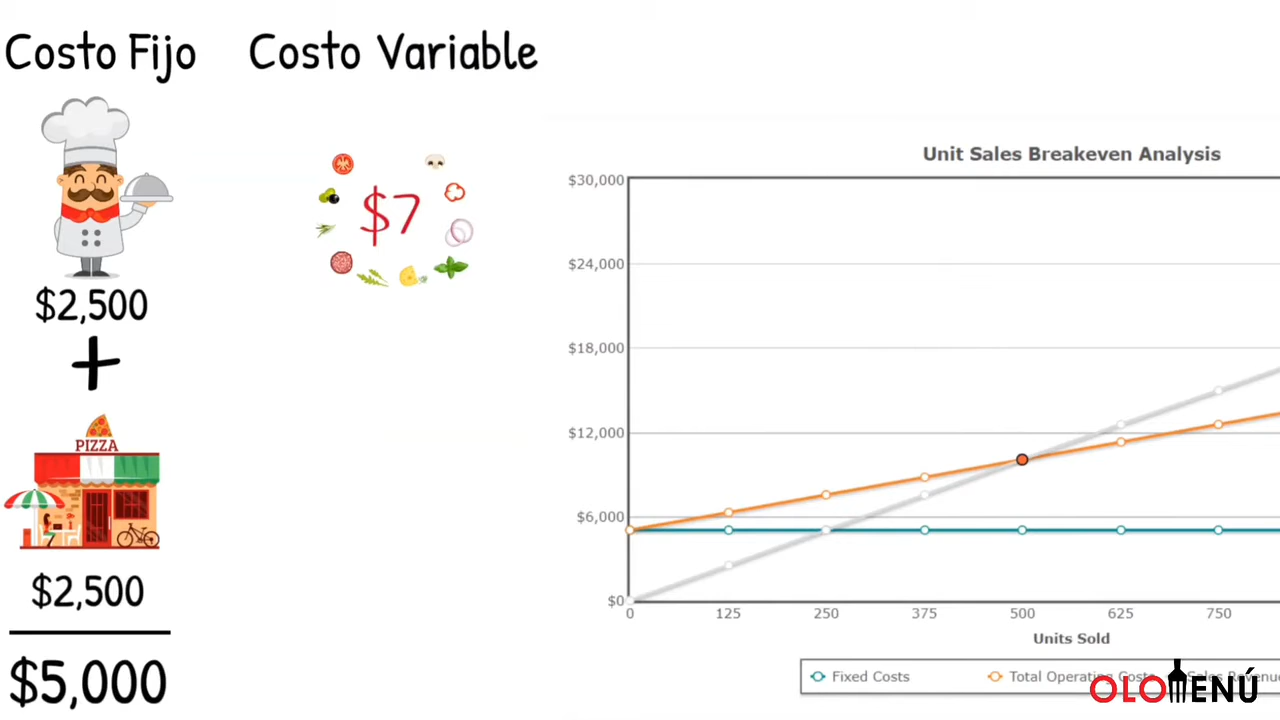 Costo Fijo
Costo Variable
$7
$2,500
+
PIZZA
$2,500
$5,000
Unit Sales Breakeven Analysis
$30,000
$24,000
$18,000
$12,000
$6,000
$0
0 125 250 375 500 625 750
Units Sold
Fixed Costs
Total Operating Costs
Sales Revenue
OLOMENÚ